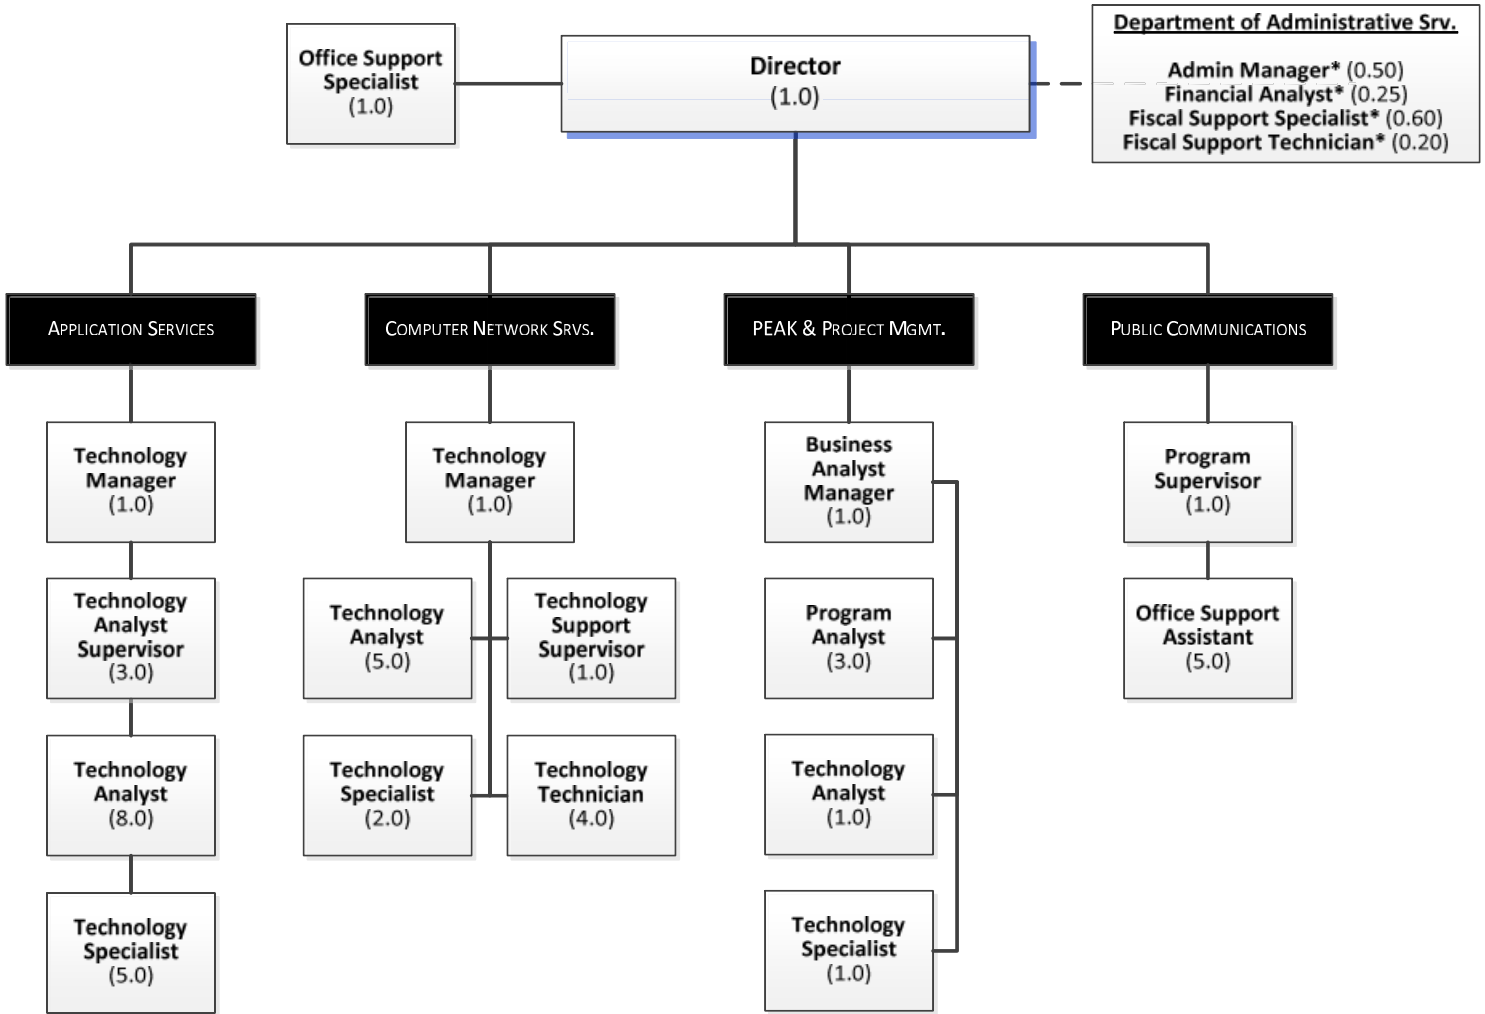 Office Support
Specialist
(1.0)
Director
(1.0)
Department of Administrative Srv.
Admin Manager* (0.50)
Financial Analyst* (0.25)
Fiscal Support Specialist* (0.60)
Fiscal Support Technician* (0.20)
APPLICATION SERVICES
Technology
Manager
(1.0)
Technology
Analyst
Supervisor
(3.0)
Technology
Analyst
(8.0)
Technology
Specialist
(5.0)
COMPUTER NETWORK SRVS.
Technology
Manager
(1.0)
Technology
Analyst
(5.0)
Technology
Support
Supervisor
(1.0)
Technology
Specialist
(2.0)
Technology
Technician
(4.0)
PEAK & PROJECT MGMT.
Business
Analyst
Manager
(1.0)
Program
Analyst
(3.0)
Technology
Analyst
(1.0)
Technology
Specialist
(1.0)
PUBLIC COMMUNICATIONS
Program
Supervisor
(1.0)
Office Support
Assistant
(5.0)